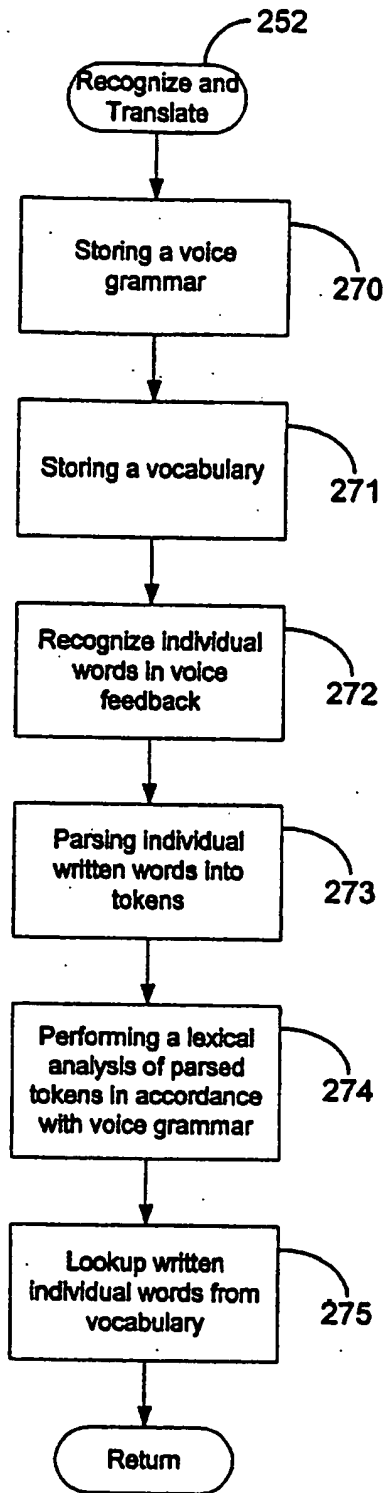 252
Recognize and
Translate
Storing a voice
grammar
270
Storing a vocabulary
271
Recognize individual
words in voice
feedback
272
Parsing individual
written words into
tokens
273
Performing a lexical
analysis of parsed
tokens in accordance
with voice grammar
274
Lookup written
individual words from
vocabulary
275
Return